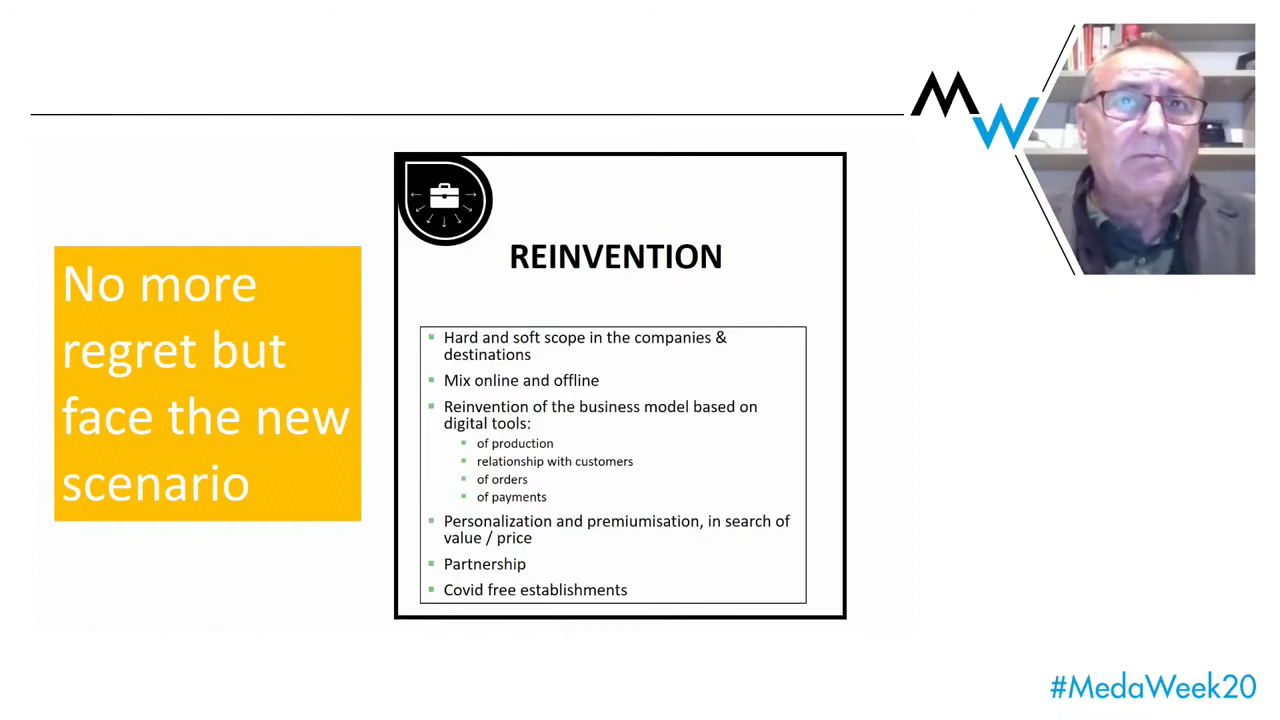 MW
No more
regret but
face the new
scenario
REINVENTION
Hard and soft scope in the companies &
destinations
Mix online and offline
Reinvention of the business model based on
digital tools:
of production
relationship with customers
of orders
of payments
Personalization and premiumisation, in search of
value / price
Partnership
Covid free establishments
#MedaWeek20